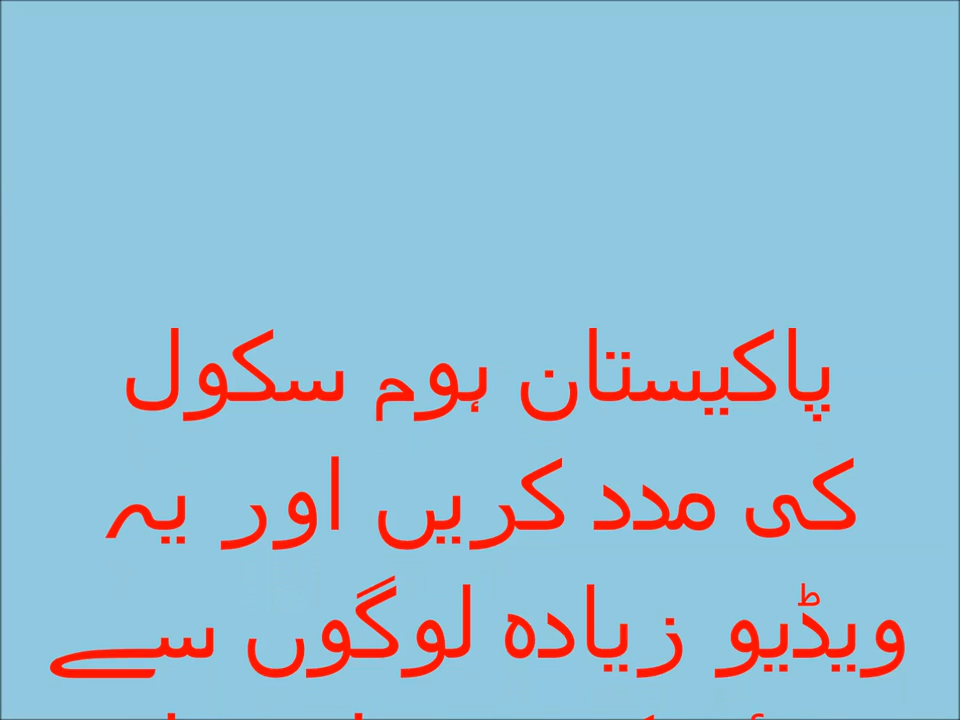 پاکیستان ہوم سکول
کی مدد کریں اور یہ
ویڈیو زیادہ لوگوں سے